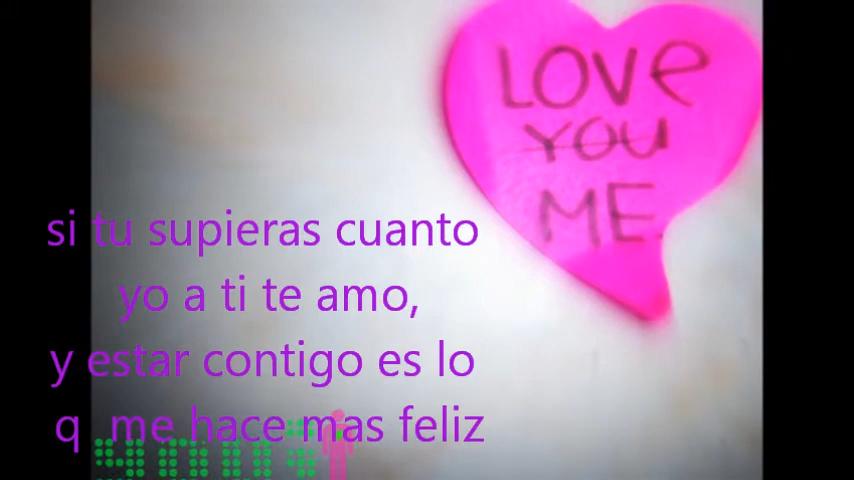 LOVE
YOU
ME
si tu supieras cuanto
yo a ti te amo,
y estar contigo es lo
q me hace mas feliz